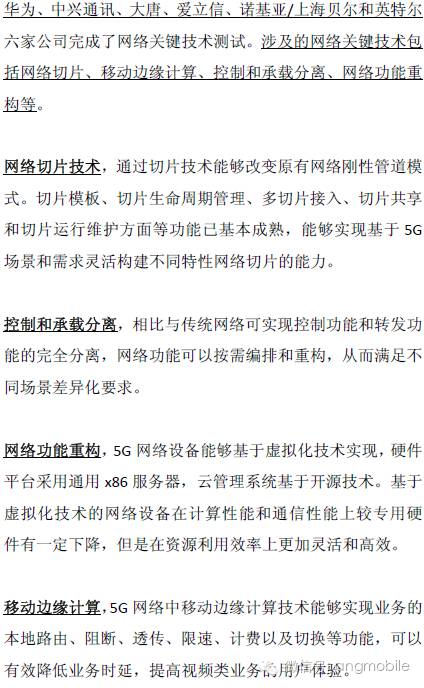 华为、中兴通讯、大唐、爱立信、诺基亚/上海贝尔和英特尔
六家公司完成了网络关键技术测试。涉及的网络关键技术包
括网络切片、移动边缘计算、控制和承载分离、网络功能重
构等。
网络切片技术，通过切片技术能够改变原有网络刚性管道模
式。切片模板、切片生命周期管理、多切片接入、切片共享
和切片运行维护方面等功能已基本成熟，能够实现基于 5G
场景和需求灵活构建不同特性网络切片的能力。
控制和承载分离，相比与传统网络可实现控制功能和转发功
能的完全分离，网络功能可以按需编排和重构，从而满足不
同场景差异化要求。
网络功能重构，5G 网络设备能够基于虚拟化技术实现，硬件
平台采用通用 x86 服务器，云管理系统基于开源技术。基于
虚拟化技术的网络设备在计算性能和通信性能上较专用硬
件有一定下降，但是在资源利用效率上更加灵活和高效。
移动边缘计算，5G 网络中移动边缘计算技术能够实现业务的
本地路由、阻断、透传、限速、计费以及切换等功能，可以
有效降低业务时延，提高视频类业务的用户体验。
angmobile